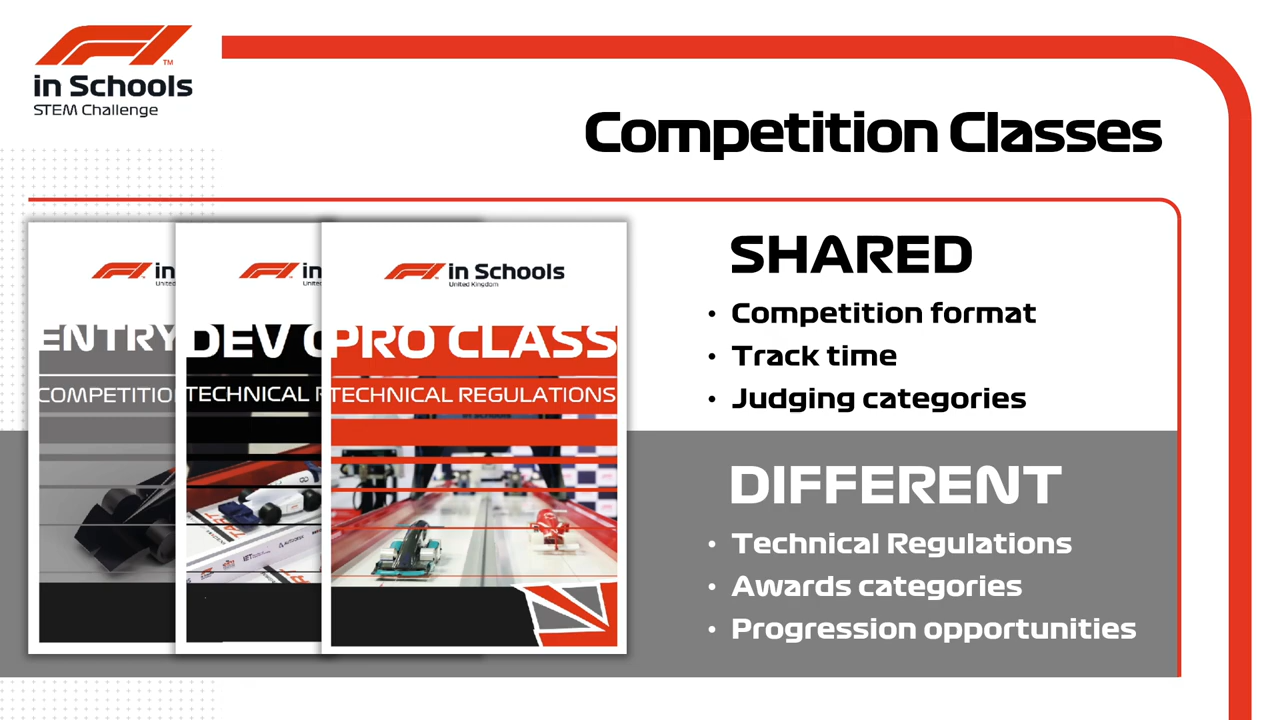 in Schools
STEM Challenge
Competition Classes
in
ENTRY
COMPETITIO
in
DEV C
TECHNICAL R
in Schools
United Kingdom
PRO CLASS
TECHNICAL REGULATIONS
SHARED
• Competition format
• Track time
• Judging categories
DIFFERENT
• Technical Regulations
• Awards categories
• Progression opportunities